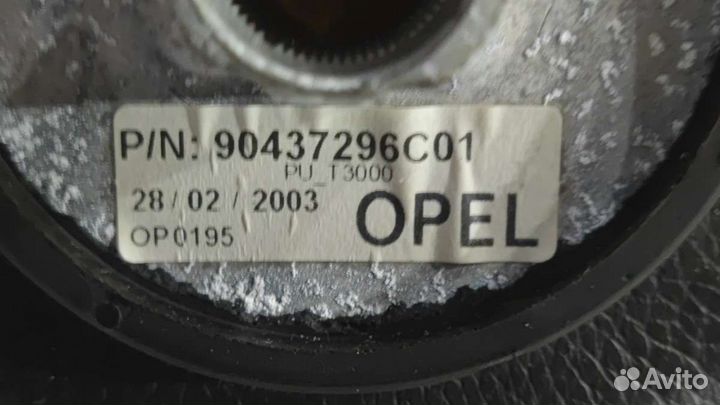 P/N: 90437296C01
PU_T3000
28 / 02 / 2003
OPEL
OP0195
Avito